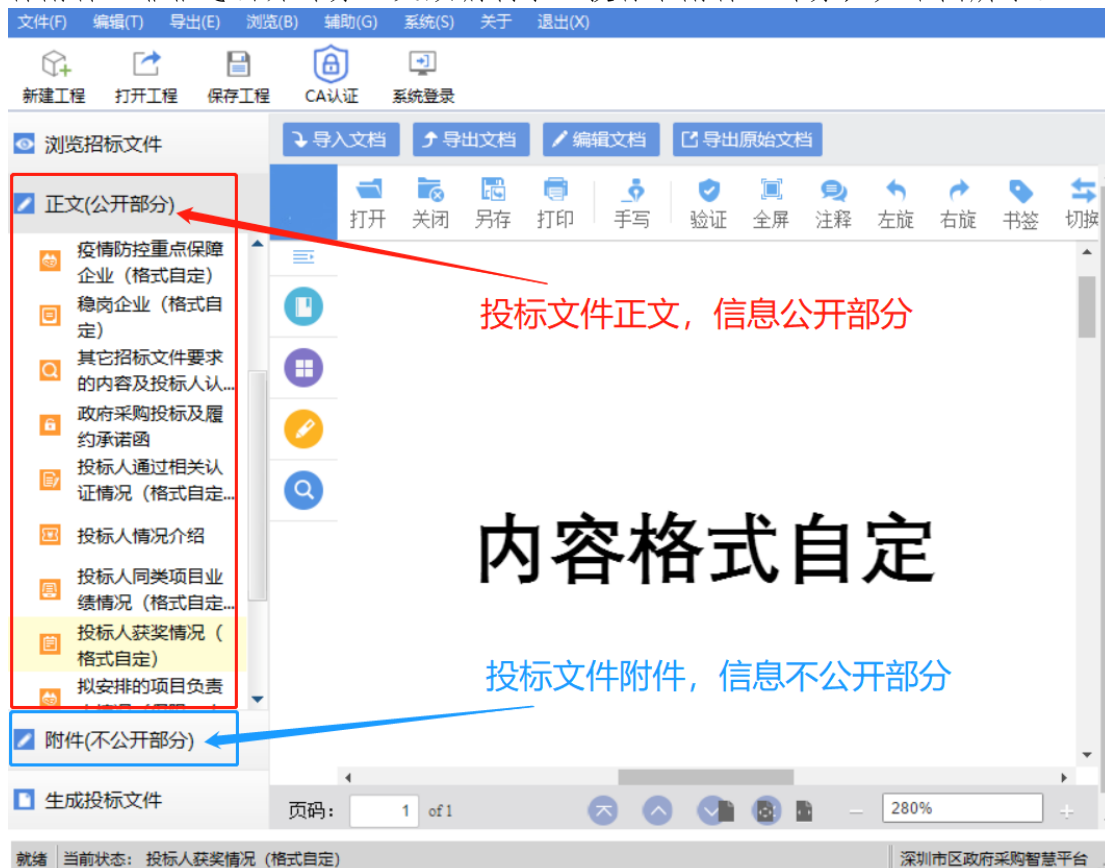 文件(F) 编辑(T) 导出(E) 浏览(B) 辅助(G) 系统(S) 关于 退出(X)
新建工程 打开工程 保存工程 CA认证 系统登录
浏览招标文件
导入文档 导出文档 编辑文档 导出原始文档
正文(公开部分)
打开 关闭 另存 打印 手写 验证 全屏 注释 左旋 右旋 书签 切换
疫情防控重点保障
企业（格式自定）
稳岗企业（格式自
定）
其它招标文件要求
的内容及投标人认...
政府采购投标及履
约承诺函
投标人通过相关认
证情况（格式自定...
投标人情况介绍
投标人同类项目业
绩情况（格式自定...
投标人获奖情况（
格式自定）
拟安排的项目负责
投标文件正文，信息公开部分
内容格式自定
投标文件附件，信息不公开部分
附件(不公开部分)
生成投标文件
页码: 1 of 1 280%
就绪 当前状态: 投标人获奖情况（格式自定） 深圳市区政府采购智慧平台